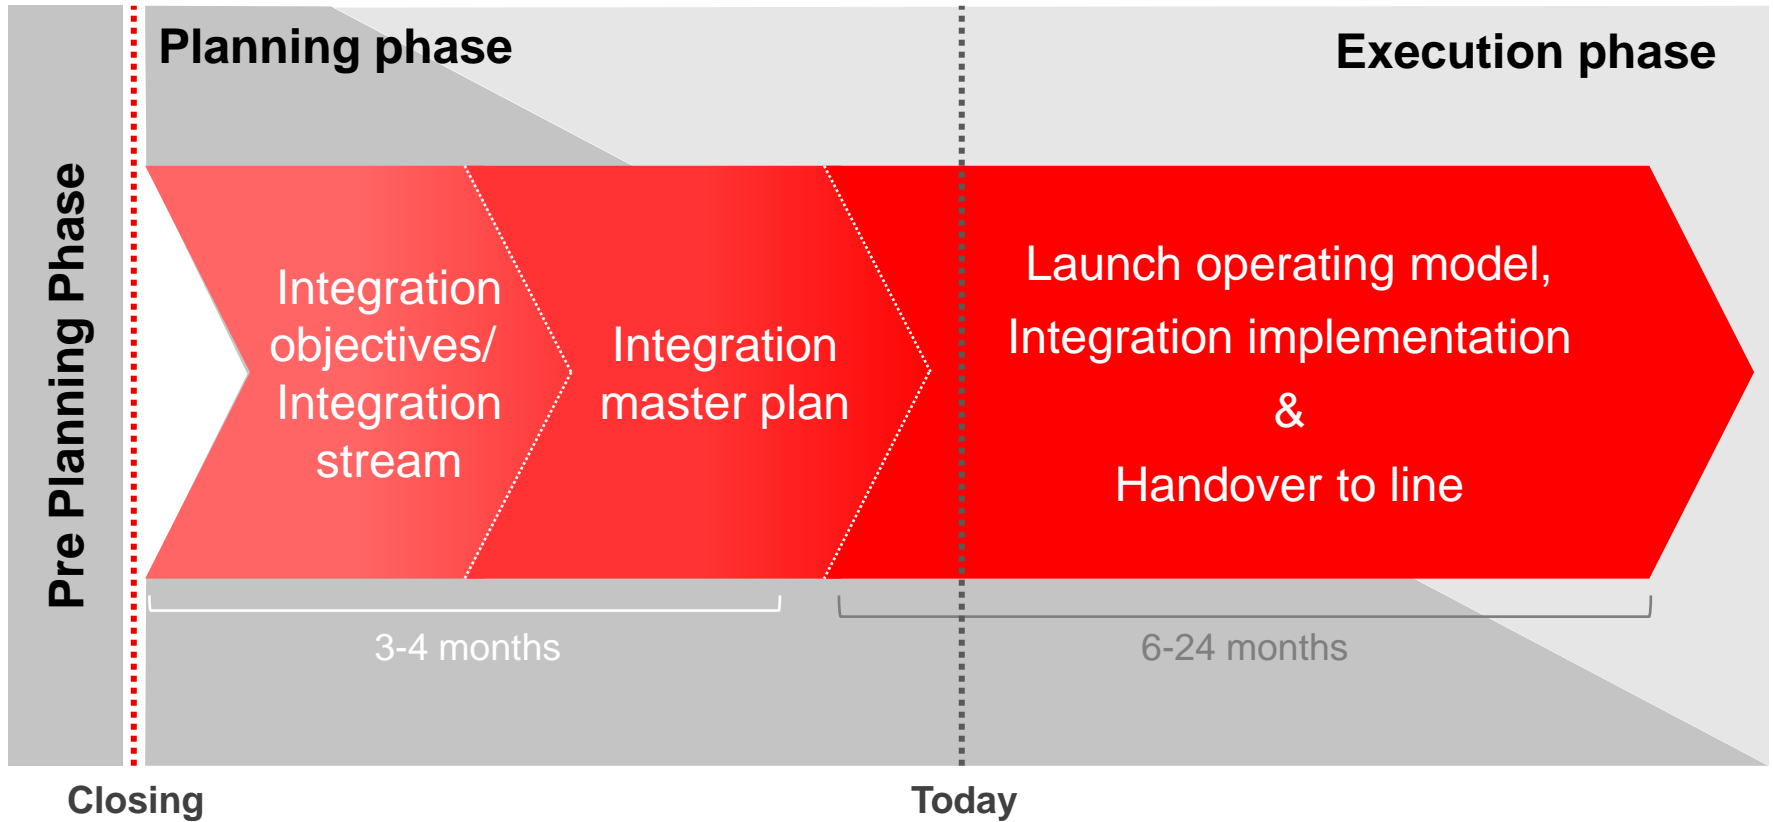 Planning phase
Execution phase
Pre Planning Phase
Integration
objectives/
Integration
stream
Integration
master plan
Launch operating model,
Integration implementation
&
Handover to line
3-4 months
6-24 months
Closing
Today